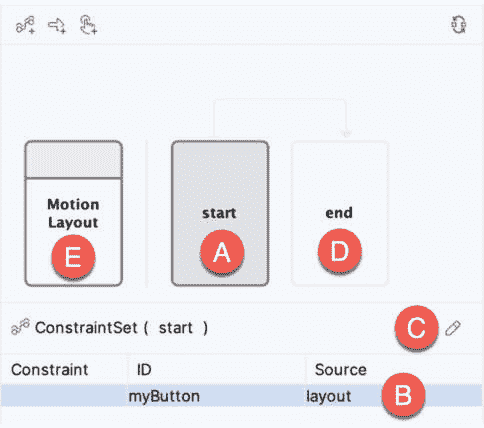 Motion
Layout
start
end
E
A
D
ConstraintSet ( start )
C
Constraint ID Source
myButton layout
B